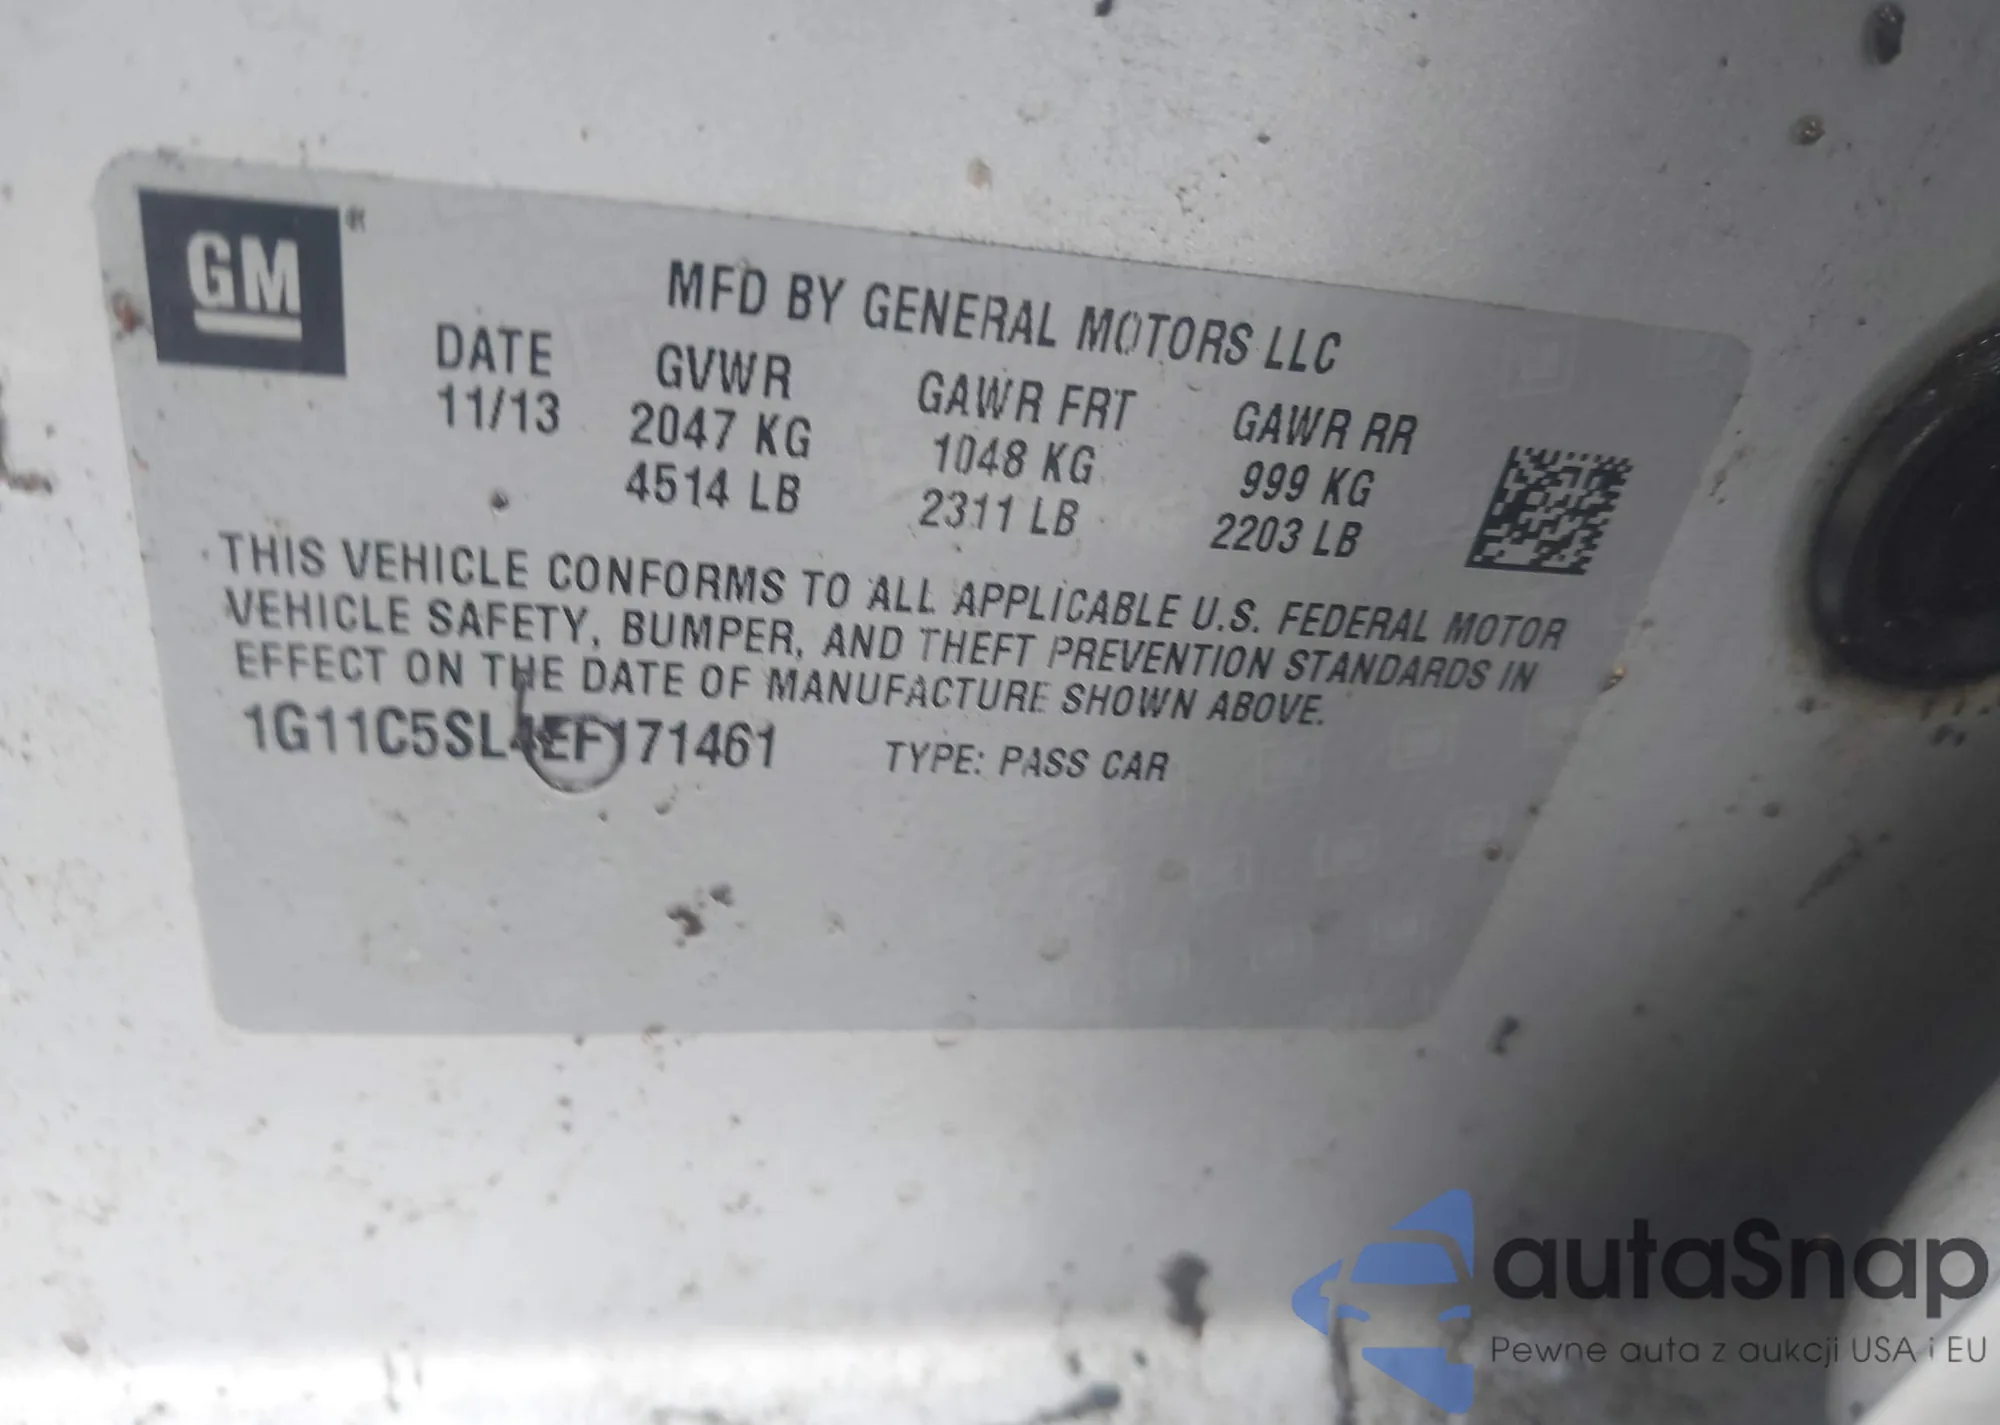 GM
®
MFD BY GENERAL MOTORS LLC
DATE GVWR GAWR FRT GAWR RR
11/13 2047 KG 1048 KG 999 KG
4514 LB 2311 LB 2203 LB
THIS VEHICLE CONFORMS TO ALL APPLICABLE U.S. FEDERAL MOTOR
VEHICLE SAFETY, BUMPER, AND THEFT PREVENTION STANDARDS IN
EFFECT ON THE DATE OF MANUFACTURE SHOWN ABOVE.
1G11C5SL4EF171461 TYPE: PASS CAR
autaSnap
Pewne auta z aukcji USA i EU